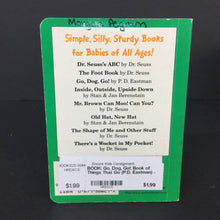 Simple, Silly, Sturdy Books
for Babies of All Ages!
Dr. Seuss's ABC by Dr. Seuss
The Foot Book by Dr. Seuss
Go, Dog. Go! by P. D. Eastman
Inside, Outside, Upside Down
by Stan & Jan Berenstain
Mr. Brown Can Moo! Can You?
by Dr. Seuss
Old Hat, New Hat
by Stan & Jan Berenstain
The Shape of Me and Other Stuff
by Dr. Seuss
There's a Wocket in My Pocket!
by Dr. Seuss
BOOK: Go, Dog, Go!: Book of
Things That Go (P.D. Eastman)
$1.99
$1.99